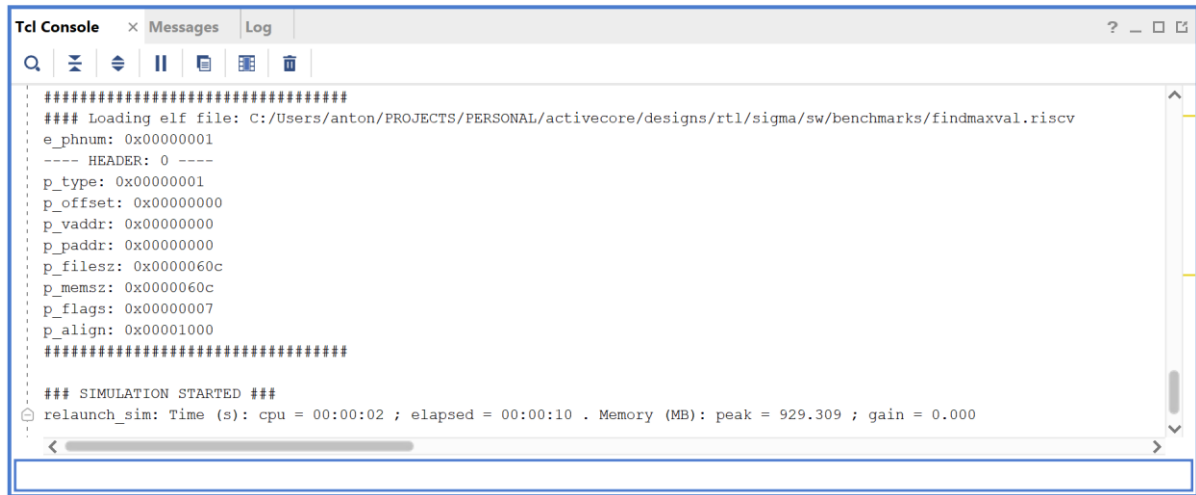 Tcl Console × Messages Log ? _
##################################
#### Loading elf file: C:/Users/anton/PROJECTS/PERSONAL/activecore/designs/rtl/sigma/sw/benchmarks/findmaxval.riscv
e_phnum: 0x00000001
---- HEADER: 0 ----
p_type: 0x00000001
p_offset: 0x00000000
p_vaddr: 0x00000000
p_paddr: 0x00000000
p_filesz: 0x0000060c
p_memsz: 0x0000060c
p_flags: 0x00000007
p_align: 0x00001000
##################################
### SIMULATION STARTED ###
relaunch_sim: Time (s): cpu = 00:00:02 ; elapsed = 00:00:10 . Memory (MB): peak = 929.309 ; gain = 0.000